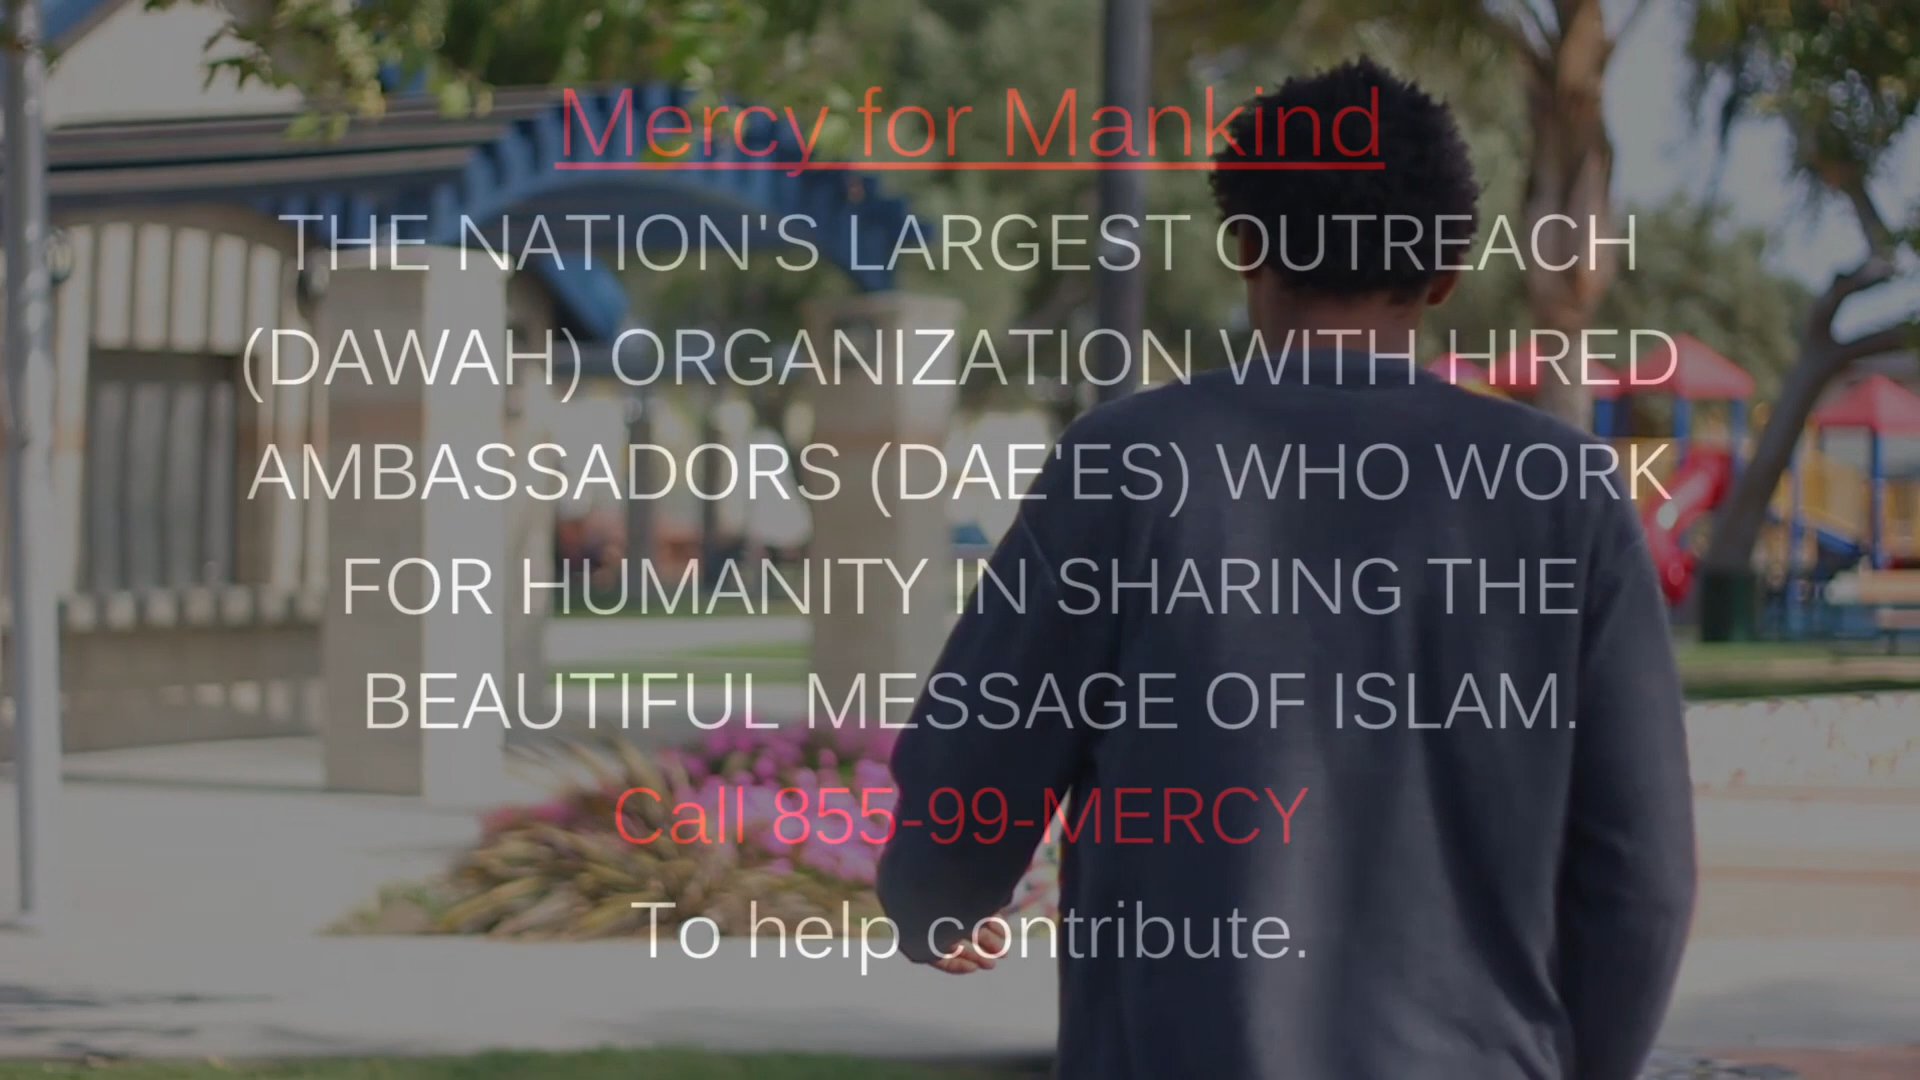 Mercy for Mankind
THE NATION'S LARGEST OUTREACH
(DAWAH) ORGANIZATION WITH HIRED
AMBASSADORS (DAE'ES) WHO WORK
FOR HUMANITY IN SHARING THE
BEAUTIFUL MESSAGE OF ISLAM.
Call 855-99-MERCY
To help contribute.